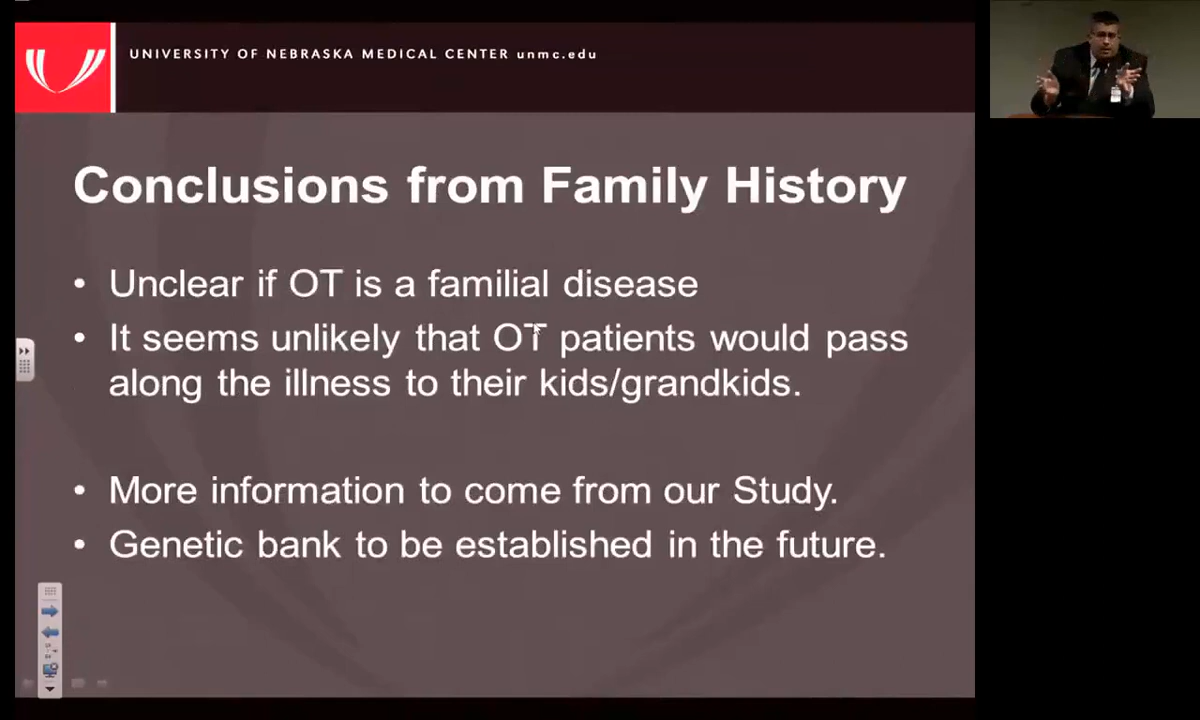 UNIVERSITY OF NEBRASKA MEDICAL CENTER unmc.edu
Conclusions from Family History
• Unclear if OT is a familial disease
• It seems unlikely that OT patients would pass
along the illness to their kids/grandkids.
• More information to come from our Study.
• Genetic bank to be established in the future.